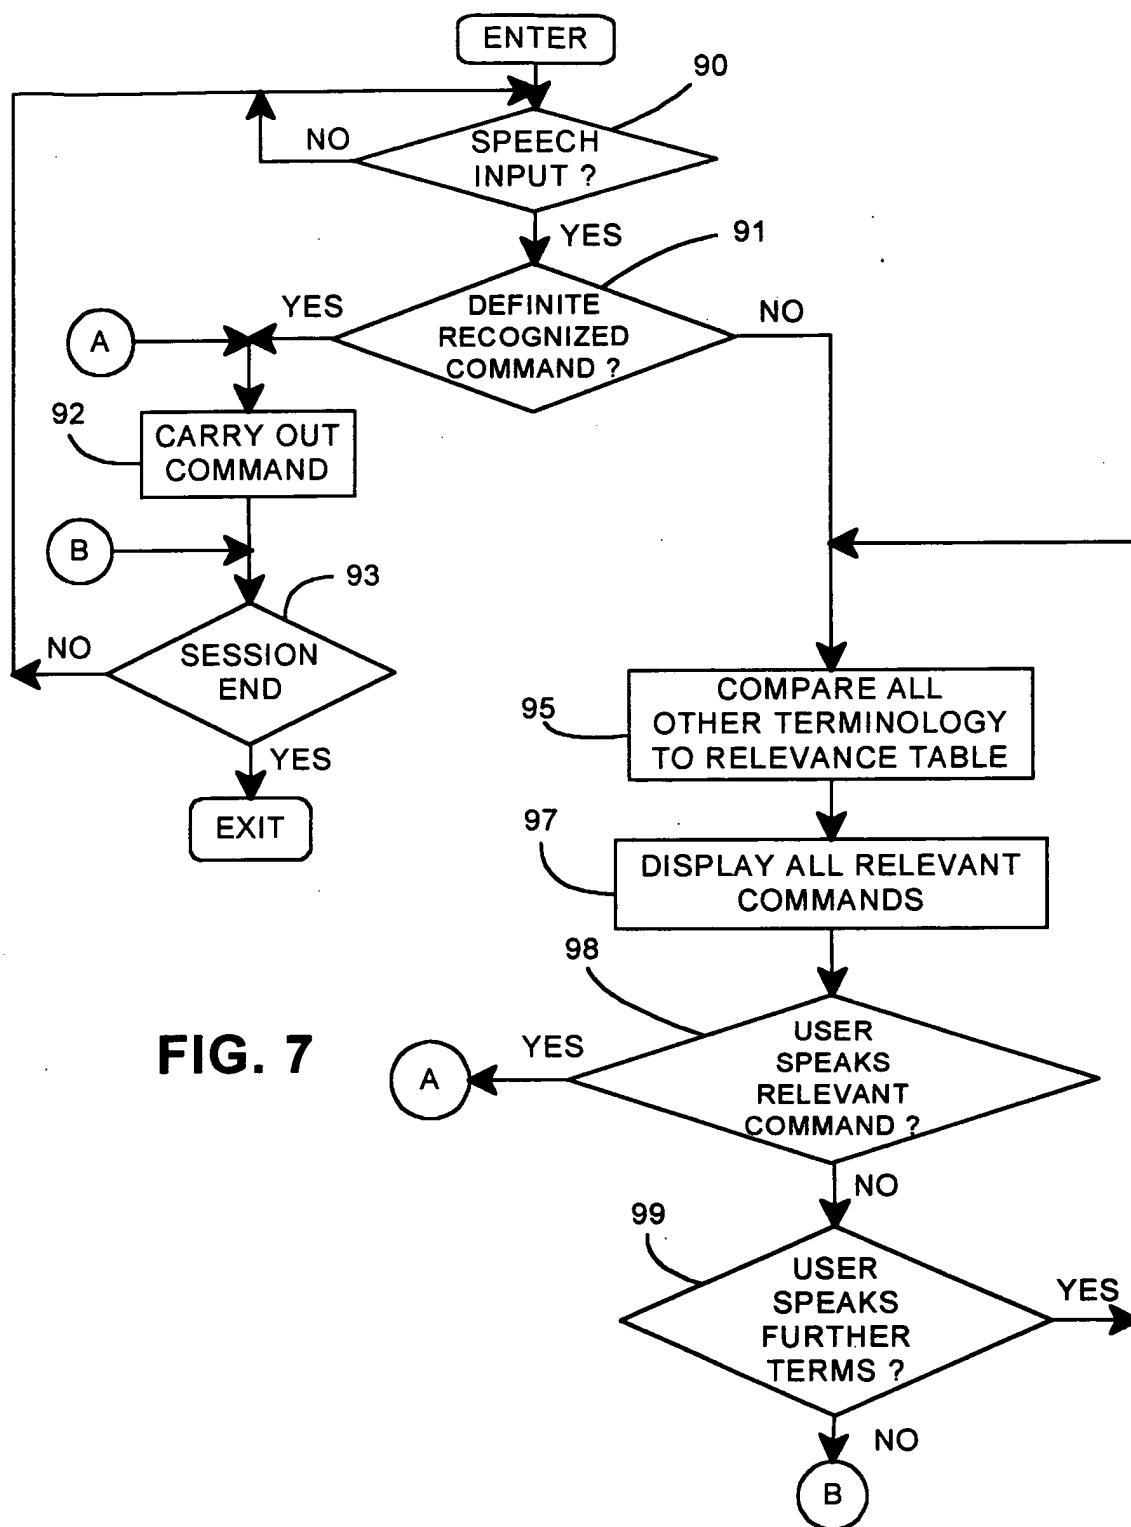 ENTER
90
NO
SPEECH
INPUT ?
YES
91
YES
DEFINITE
RECOGNIZED
COMMAND ?
NO
A
92
CARRY OUT
COMMAND
B
93
NO
SESSION
END
YES
EXIT
95
COMPARE ALL
OTHER TERMINOLOGY
TO RELEVANCE TABLE
97
DISPLAY ALL RELEVANT
COMMANDS
98
FIG. 7
A
YES
USER
SPEAKS
RELEVANT
COMMAND ?
NO
99
USER
SPEAKS
FURTHER
TERMS ?
YES
NO
B